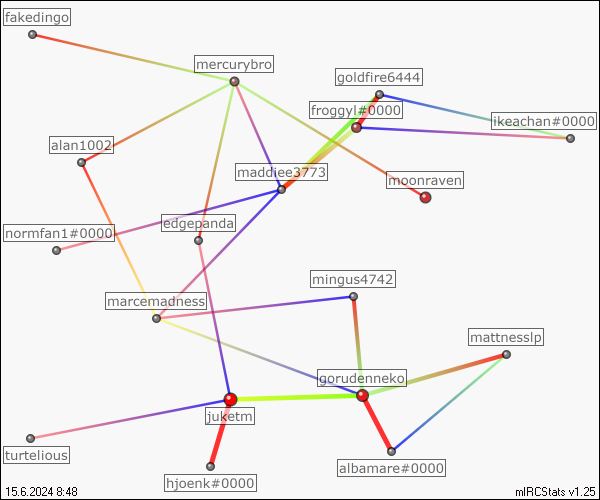 fakedingo
mercurybro
goldfire6444
froggyl#0000
ikeachan#0000
alan1002
maddiee3773
moonraven
normfan1#0000
edgepanda
mingus4742
marcemadness
mattnesslp
gorudenneko
juketm
turtelious
albamare#0000
hjoenk#0000
15.6.2024 8:48
mIRCStats v1.25